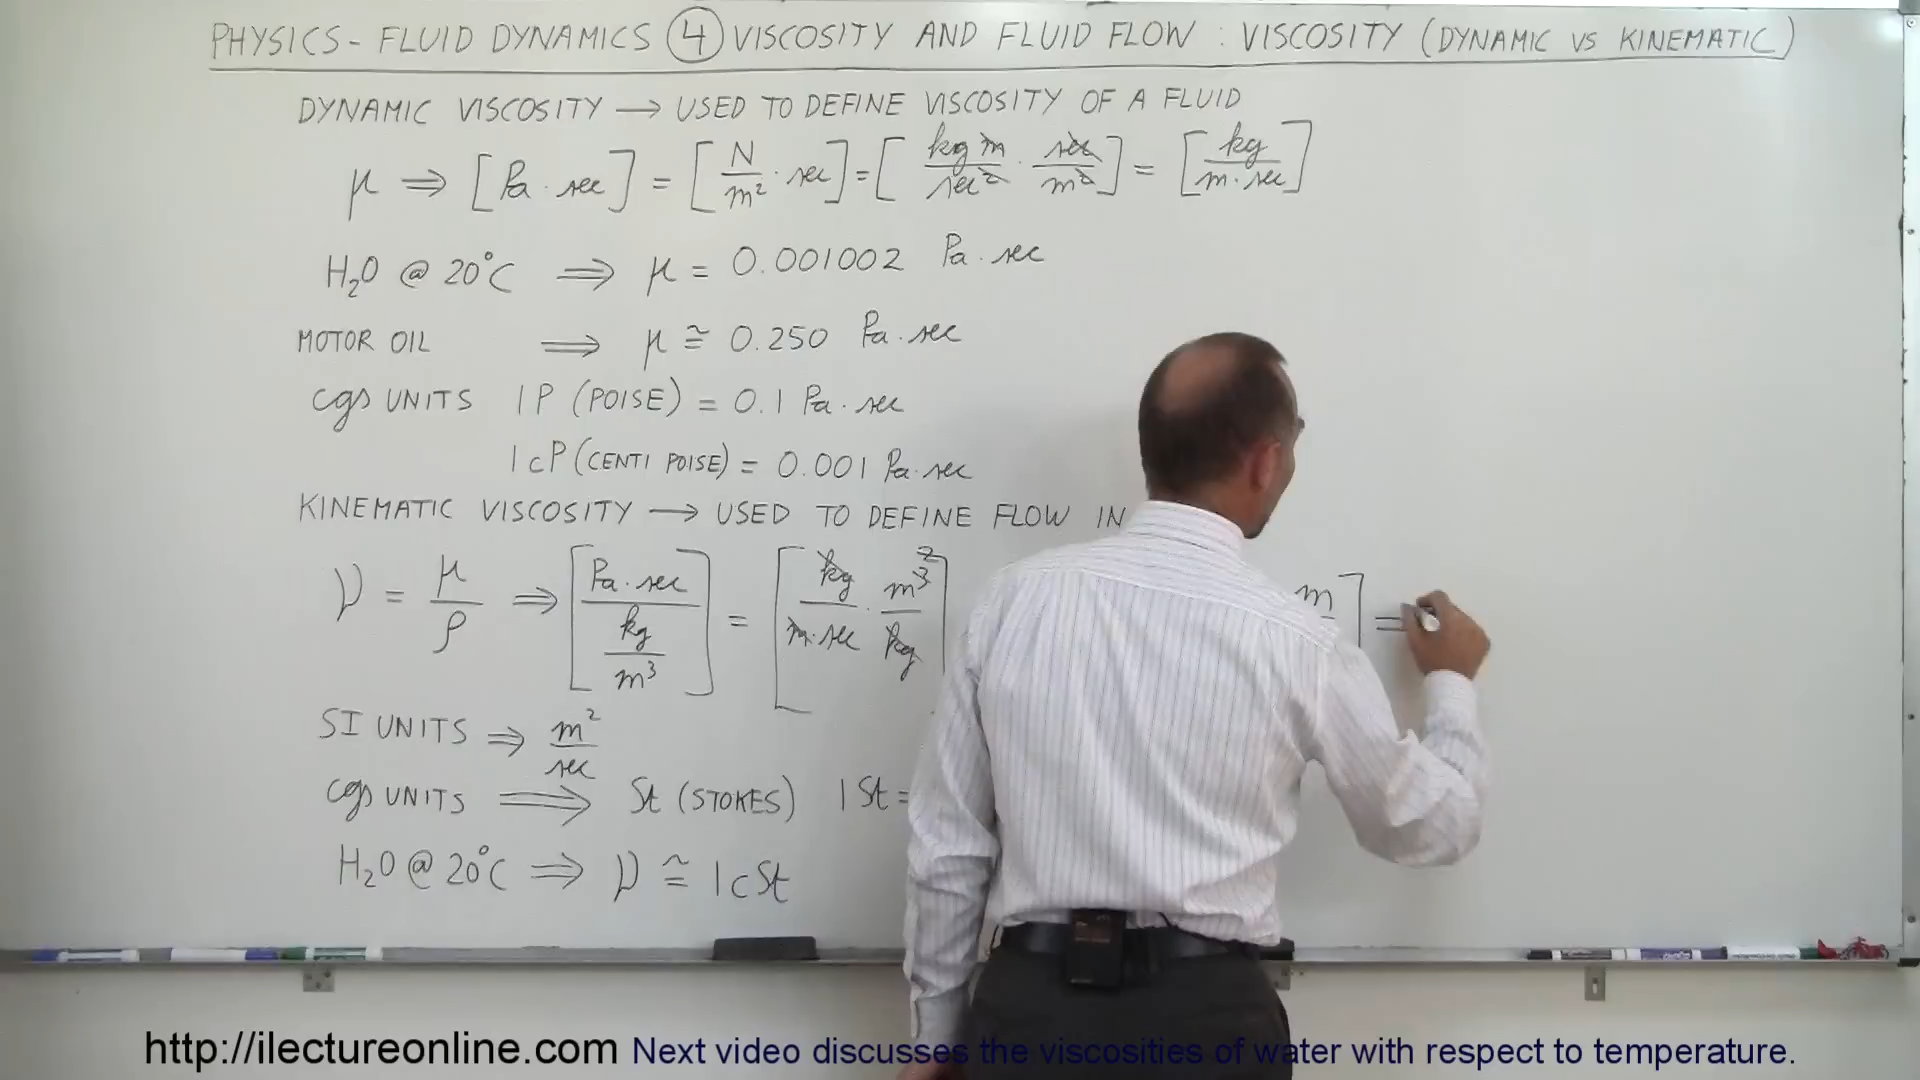 PHYSICS - FLUID DYNAMICS ④ VISCOSITY AND FLUID FLOW : VISCOSITY (DYNAMIC VS KINEMATIC)
DYNAMIC VISCOSITY → USED TO DEFINE VISCOSITY OF A FLUID
μ ⇒ [Pa · sec] = [N/m² · sec] = [kg m/sec² · sec/m²] = [kg/m · sec]
H₂O @ 20°C ⇒ μ = 0.001002 Pa · sec
MOTOR OIL ⇒ μ ≅ 0.250 Pa · sec
cgs UNITS 1 P (POISE) = 0.1 Pa · sec
1 cP (CENTI POISE) = 0.001 Pa · sec
KINEMATIC VISCOSITY → USED TO DEFINE FLOW IN
ν = μ/ρ ⇒ [Pa · sec / kg/m³] = [kg/m · sec · m³²/kg] m] =
SI UNITS ⇒ m²/sec
cgs UNITS ⇒ St (STOKES) 1 St =
H₂O @ 20°C ⇒ ν ≅ 1 cSt
http://ilectureonline.com Next video discusses the viscosities of water with respect to temperature.